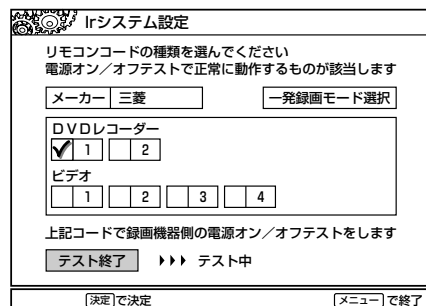 Irシステム設定
リモコンコードの種類を選んでください
電源オン／オフテストで正常に動作するものが該当します
メーカー 三菱 一発録画モード選択
DVDレコーダー
1 2
ビデオ
1 2 3 4
上記コードで録画機器側の電源オン／オフテストをします
テスト終了 テスト中
決定で決定 メニューで終了